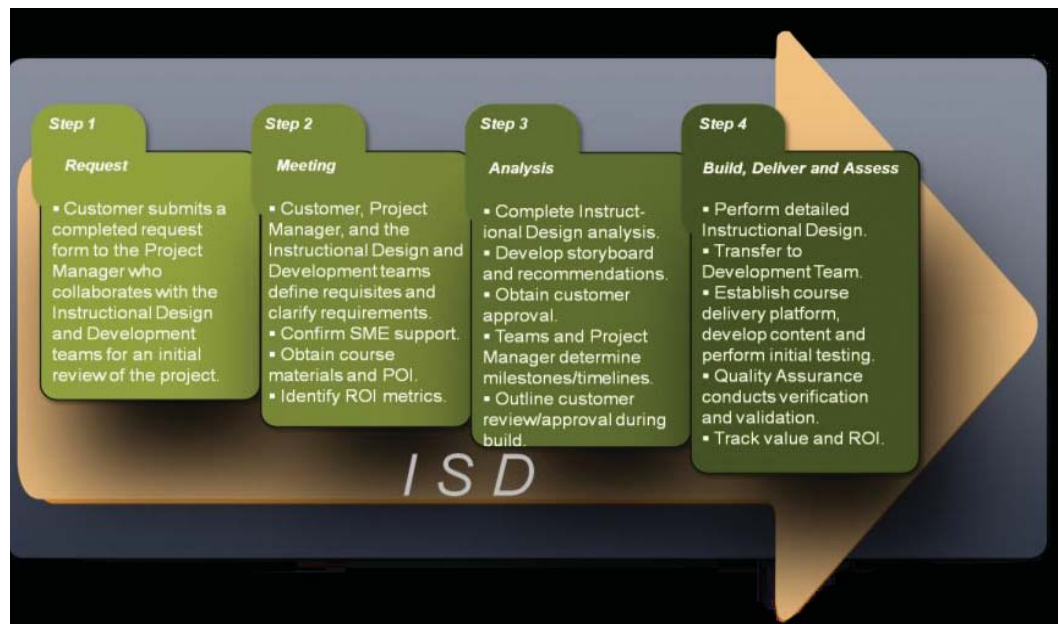 Step 1
Request
▪ Customer submits a
completed request
form to the Project
Manager who
collaborates with the
Instructional Design
and Development
teams for an initial
review of the project.
Step 2
Meeting
▪ Customer, Project
Manager, and the
Instructional Design and
Development teams
define requisites and
clarify requirements.
▪ Confirm SME support.
▪ Obtain course
materials and POI.
▪ Identify ROI metrics.
Step 3
Analysis
▪ Complete Instruct-
ional Design analysis.
▪ Develop storyboard
and recommendations.
▪ Obtain customer
approval.
▪ Teams and Project
Manager determine
milestones/timelines.
▪ Outline customer
review/approval during
build.
Step 4
Build, Deliver and Assess
▪ Perform detailed
Instructional Design.
▪ Transfer to
Development Team.
▪ Establish course
delivery platform,
develop content and
perform initial testing.
▪ Quality Assurance
conducts verification
and validation.
▪ Track value and ROI.
ISD